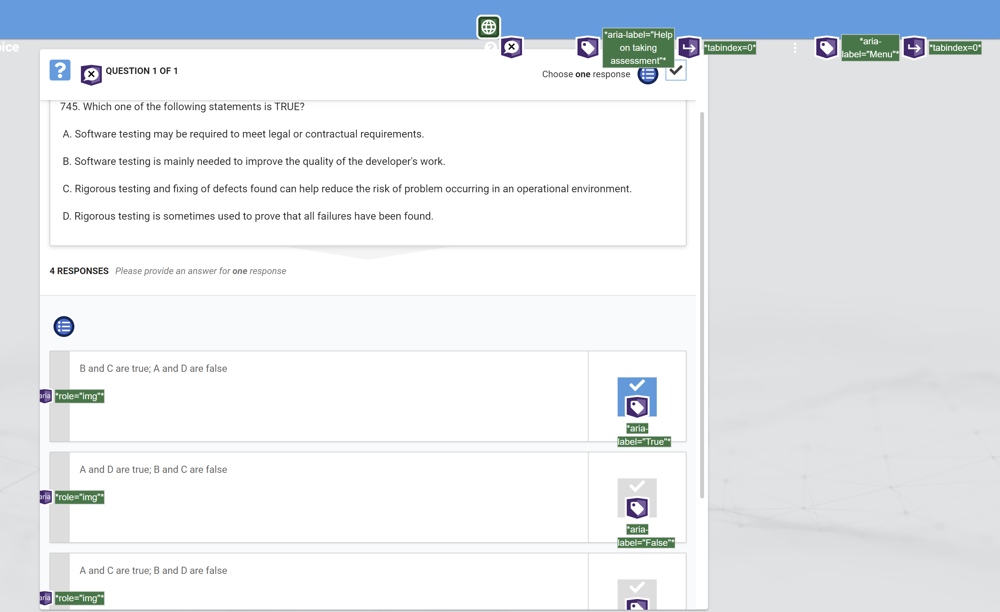 *aria-label="Help
on taking
assessment"*
*tabindex=0*
*aria-
label="Menu"*
*tabindex=0*
oice
QUESTION 1 OF 1
Choose one response
745. Which one of the following statements is TRUE?
A. Software testing may be required to meet legal or contractual requirements.
B. Software testing is mainly needed to improve the quality of the developer's work.
C. Rigorous testing and fixing of defects found can help reduce the risk of problem occurring in an operational environment.
D. Rigorous testing is sometimes used to prove that all failures have been found.
4 RESPONSES Please provide an answer for one response
B and C are true; A and D are false
aria *role="img"*
*aria-
label="True"*
A and D are true; B and C are false
aria *role="img"*
*aria-
label="False"*
A and C are true; B and D are false
aria *role="img"*